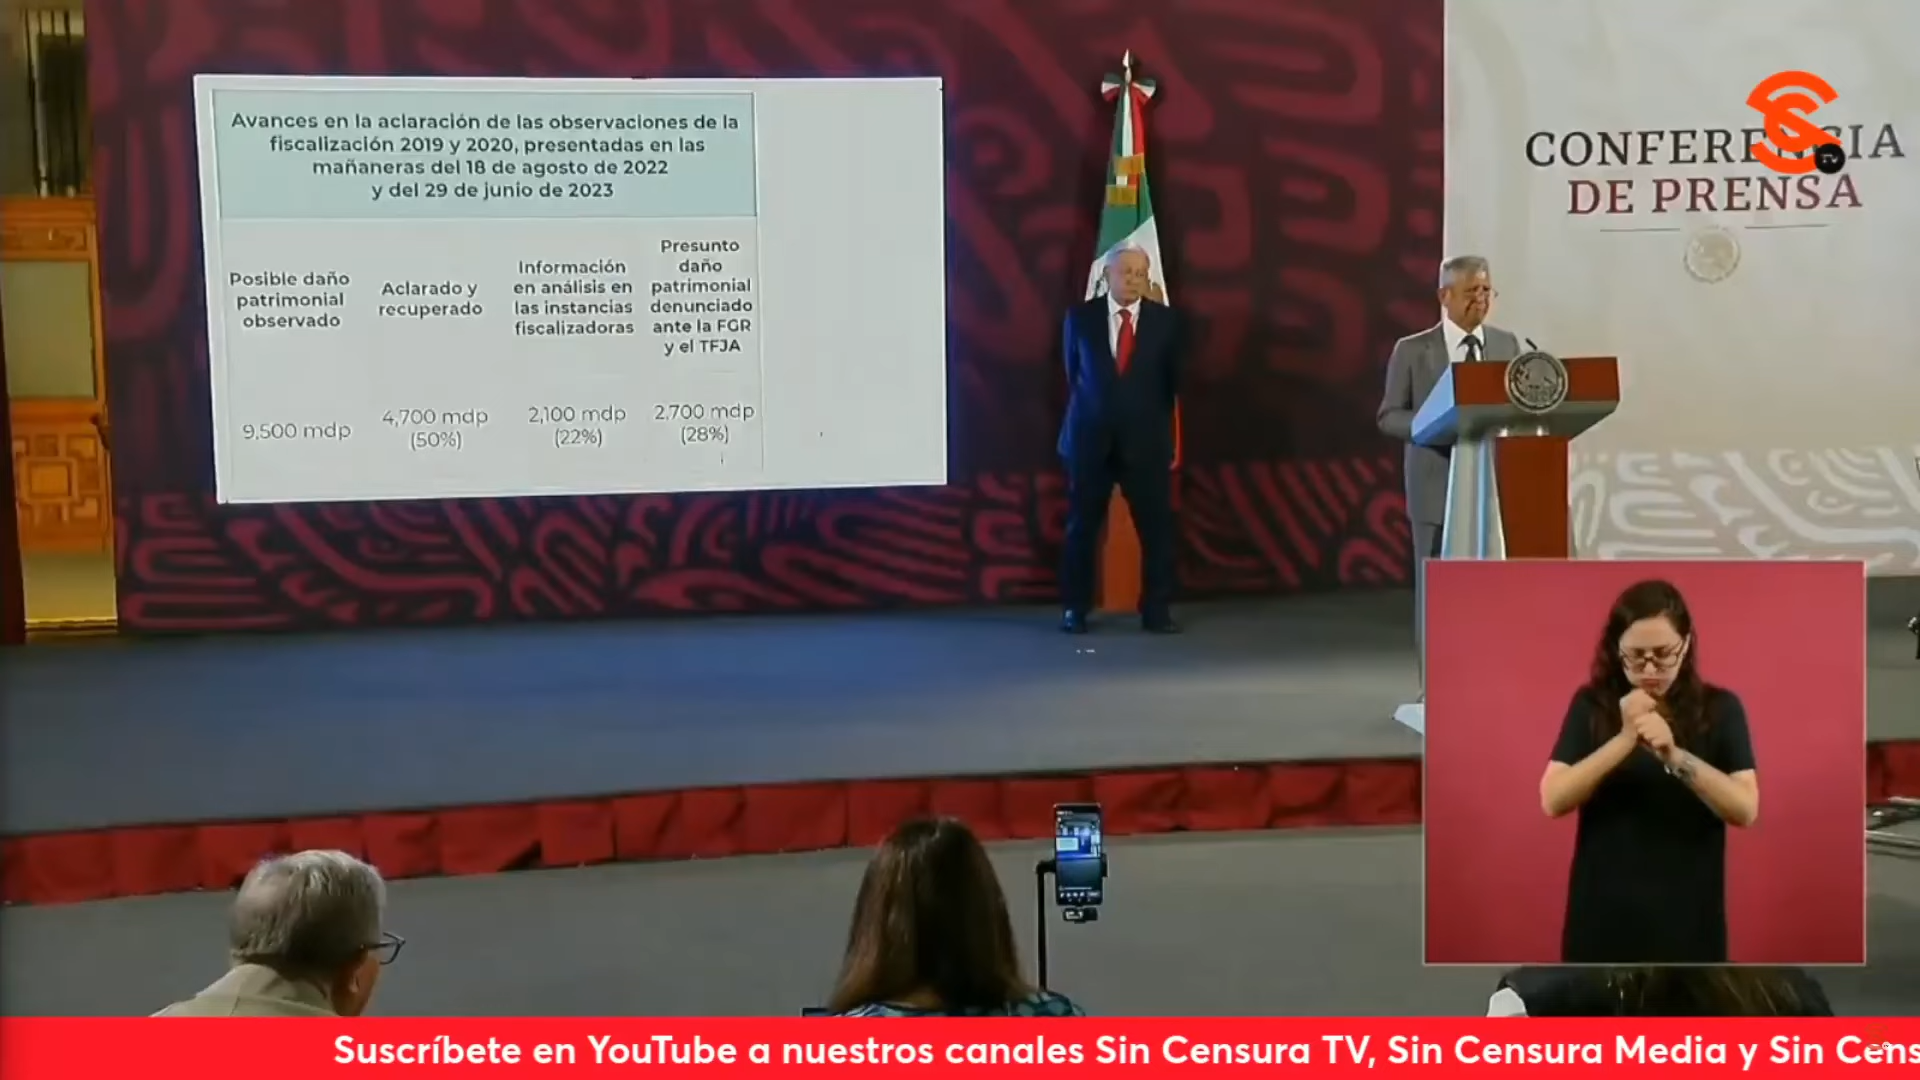 Avances en la aclaración de las observaciones de la
fiscalización 2019 y 2020, presentadas en las
mañaneras del 18 de agosto de 2022
y del 29 de junio de 2023
Posible daño
patrimonial
observado
Aclarado y
recuperado
Información
en análisis en
las instancias
fiscalizadoras
Presunto
daño
patrimonial
denunciado
ante la FGR
y el TFJA
9,500 mdp
4,700 mdp
(50%)
2,100 mdp
(22%)
2,700 mdp
(28%)
CONFERENCIA
DE PRENSA
TV
Suscríbete en YouTube a nuestros canales Sin Censura TV, Sin Censura Media y Sin Cens